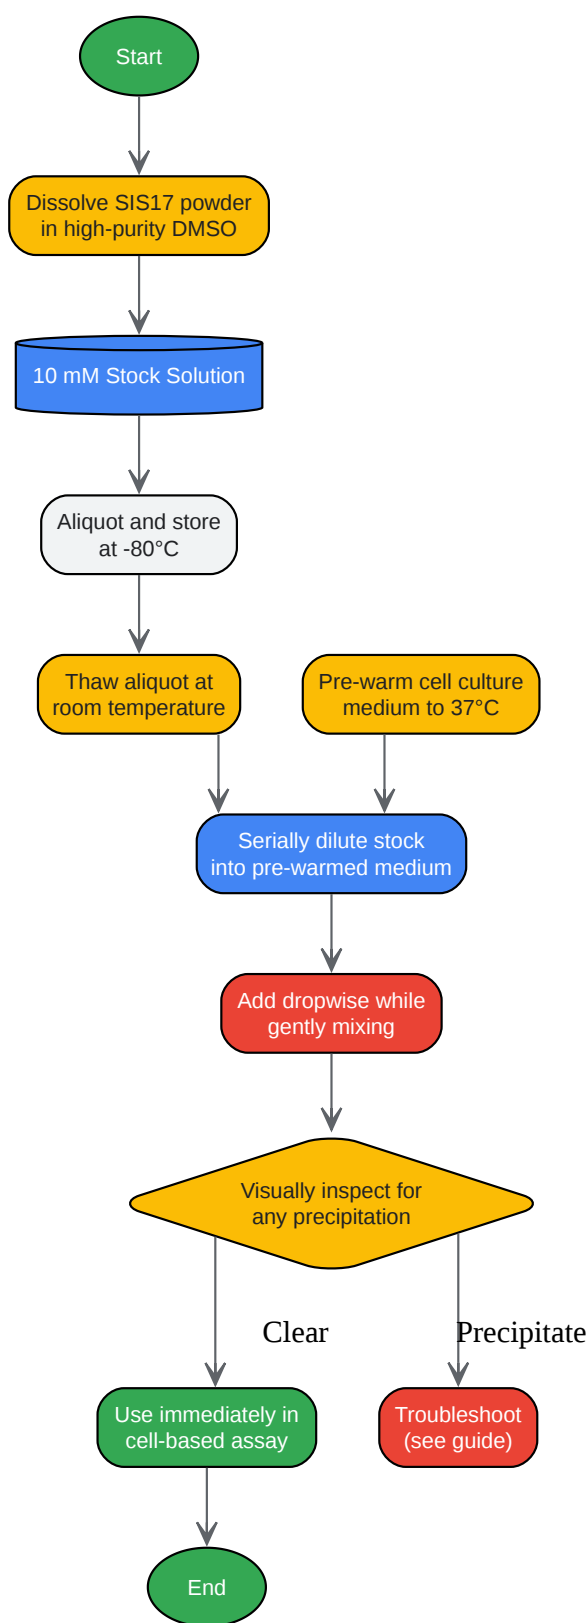 Start
Dissolve SIS17 powder
in high-purity DMSO
10 mM Stock Solution
Aliquot and store
at -80°C
Thaw aliquot at
room temperature
Pre-warm cell culture
medium to 37°C
Serially dilute stock
into pre-warmed medium
Add dropwise while
gently mixing
Visually inspect for
any precipitation
Clear
Precipitate
Use immediately in
cell-based assay
Troubleshoot
(see guide)
End